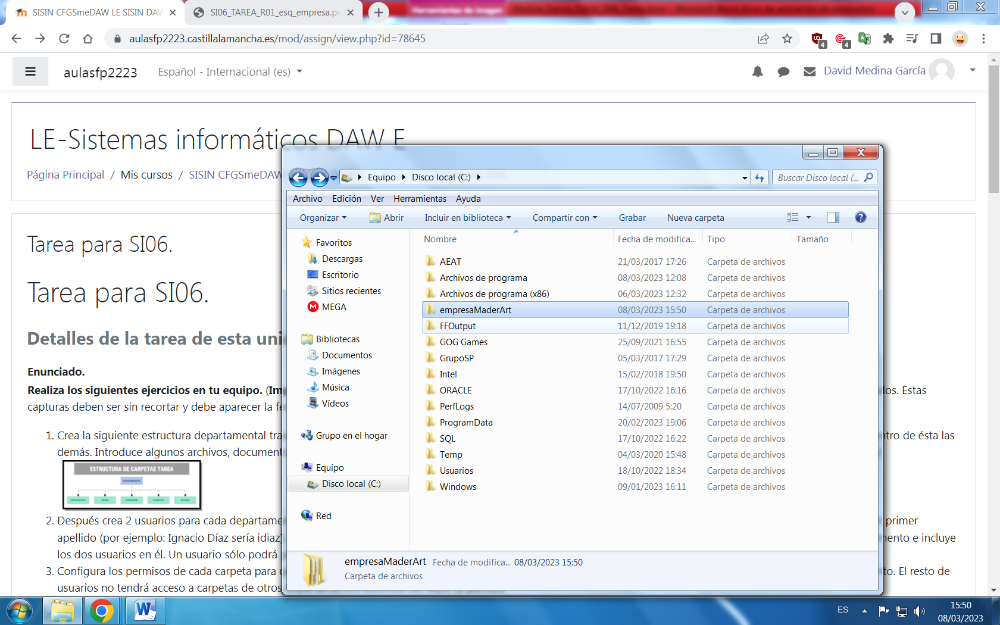 SISIN CFGSmeDAW LE SISIN DAW
SI06_TAREA_R01_esq_empresa.pn
Herramientas de imagen
aulasfp2223.castillalamancha.es/mod/assign/view.php?id=78645
4
4
aulasfp2223
Español - Internacional (es)
David Medina García
LE-Sistemas informáticos DAW E
Página Principal / Mis cursos / SISIN CFGSmeDAW
Tarea para SI06.
Tarea para SI06.
Detalles de la tarea de esta uni
Enunciado.
Realiza los siguientes ejercicios en tu equipo. (Im
los. Estas
capturas deben ser sin recortar y debe aparecer la fe
1. Crea la siguiente estructura departamental tra
ntro de ésta las
demás. Introduce algunos archivos, document
ESTRUCTURA DE CARPETAS TAREA
empresaMaderArt
Administración Ventas Contabilidad Producción Almacén
2. Después crea 2 usuarios para cada departame
primer
apellido (por ejemplo: Ignacio Díaz sería idiaz)
nento e incluye
los dos usuarios en él. Un usuario sólo podrá
3. Configura los permisos de cada carpeta para
to. El resto de
usuarios no tendrá acceso a carpetas de otros
Equipo
Disco local (C:)
Buscar Disco local (...
Archivo Edición Ver Herramientas Ayuda
Organizar Abrir Incluir en biblioteca Compartir con Grabar Nueva carpeta
Favoritos
Descargas
Escritorio
Sitios recientes
MEGA
Bibliotecas
Documentos
Imágenes
Música
Vídeos
Grupo en el hogar
Equipo
Disco local (C:)
Red
Nombre Fecha de modifica... Tipo Tamaño
AEAT 21/03/2017 17:26 Carpeta de archivos
Archivos de programa 08/03/2023 12:08 Carpeta de archivos
Archivos de programa (x86) 06/03/2023 12:32 Carpeta de archivos
empresaMaderArt 08/03/2023 15:50 Carpeta de archivos
FFOutput 11/12/2019 19:18 Carpeta de archivos
GOG Games 25/09/2021 16:55 Carpeta de archivos
GrupoSP 05/03/2017 17:29 Carpeta de archivos
Intel 15/02/2018 19:50 Carpeta de archivos
ORACLE 17/10/2022 16:16 Carpeta de archivos
PerfLogs 14/07/2009 5:20 Carpeta de archivos
ProgramData 20/02/2023 19:06 Carpeta de archivos
SQL 17/10/2022 16:22 Carpeta de archivos
Temp 04/03/2020 15:48 Carpeta de archivos
Usuarios 18/10/2022 18:34 Carpeta de archivos
Windows 09/01/2023 16:11 Carpeta de archivos
empresaMaderArt Fecha de modifica... 08/03/2023 15:50
Carpeta de archivos
ES
15:50
08/03/2023